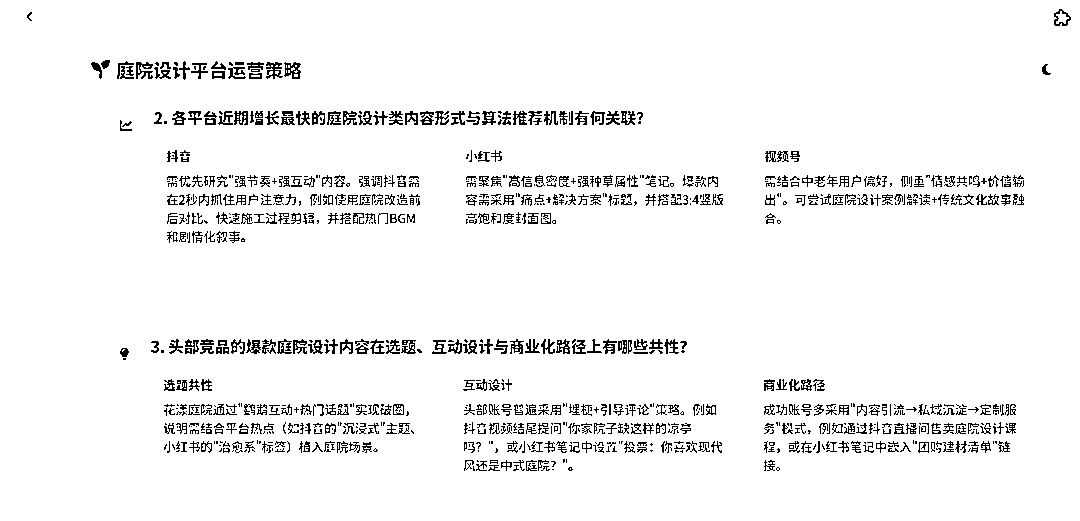 庭院设计平台运营策略
2. 各平台近期增长最快的庭院设计类内容形式与算法推荐机制有何关联？
抖音
需优先研究"强节奏+强互动"内容。强调抖音需
在2秒内抓住用户注意力，例如使用庭院改造前
后对比、快速施工过程剪辑，并搭配热门BGM
和剧情化叙事。
小红书
需聚焦"高信息密度+强种草属性"笔记。爆款内
容需采用"痛点+解决方案"标题，并搭配3:4竖版
高饱和度封面图。
视频号
需结合中老年用户偏好，侧重"情感共鸣+价值输
出"。可尝试庭院设计案例解读+传统文化故事融
合。
3. 头部竞品的爆款庭院设计内容在选题、互动设计与商业化路径上有哪些共性？
选题共性
花漾庭院通过"鹤鹅互动+热门话题"实现破圈，
说明需结合平台热点（如抖音的"沉浸式"主题、
小红书的"治愈系"标签）植入庭院场景。
互动设计
头部账号普遍采用"埋梗+引导评论"策略。例如
抖音视频结尾提问"你家院子缺这样的凉亭
吗？"，或小红书笔记中设置"投票：你喜欢现代
风还是中式庭院？"。
商业化路径
成功账号多采用"内容引流→私域沉淀→定制服
务"模式，例如通过抖音直播间售卖庭院设计课
程，或在小红书笔记中嵌入"团购建材清单"链
接。